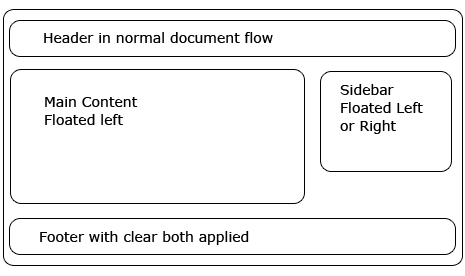 Header in normal document flow
Main Content
Floated left
Sidebar
Floated Left
or Right
Footer with clear both applied